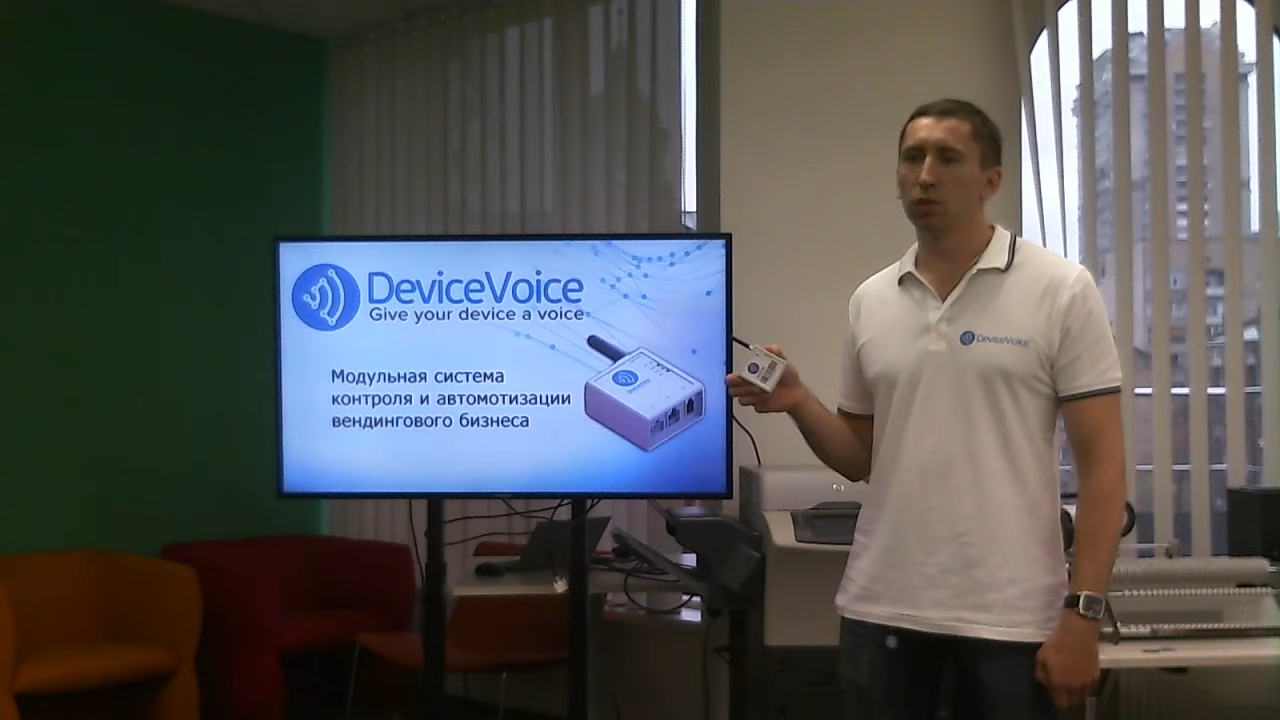 DeviceVoice
Give your device a voice
Модульная система
контроля и автомотизации
вендингового бизнеса
DeviceVoice